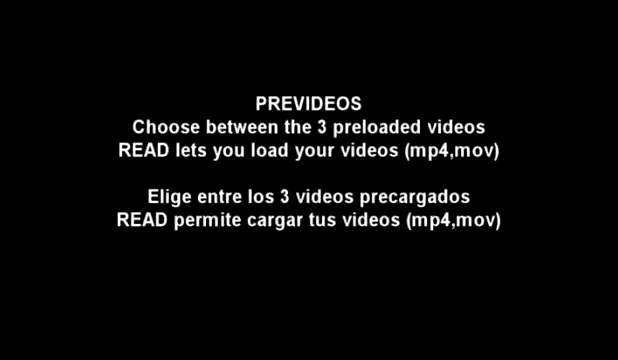 PREVIDEOS
Choose between the 3 preloaded videos
READ lets you load your videos (mp4,mov)
Elige entre los 3 videos precargados
READ permite cargar tus videos (mp4,mov)